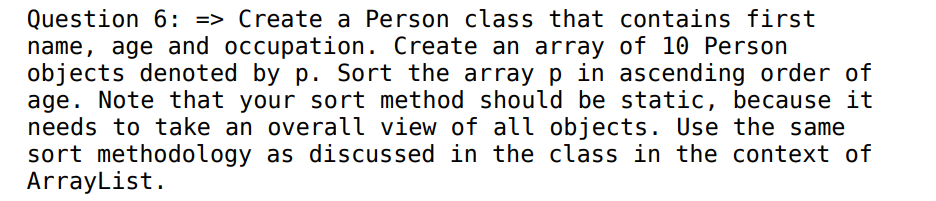 Question 6: => Create a Person class that contains first
name, age and occupation. Create an array of 10 Person
objects denoted by p. Sort the array p in ascending order of
age. Note that your sort method should be static, because it
needs to take an overall view of all objects. Use the same
sort methodology as discussed in the class in the context of
ArrayList.